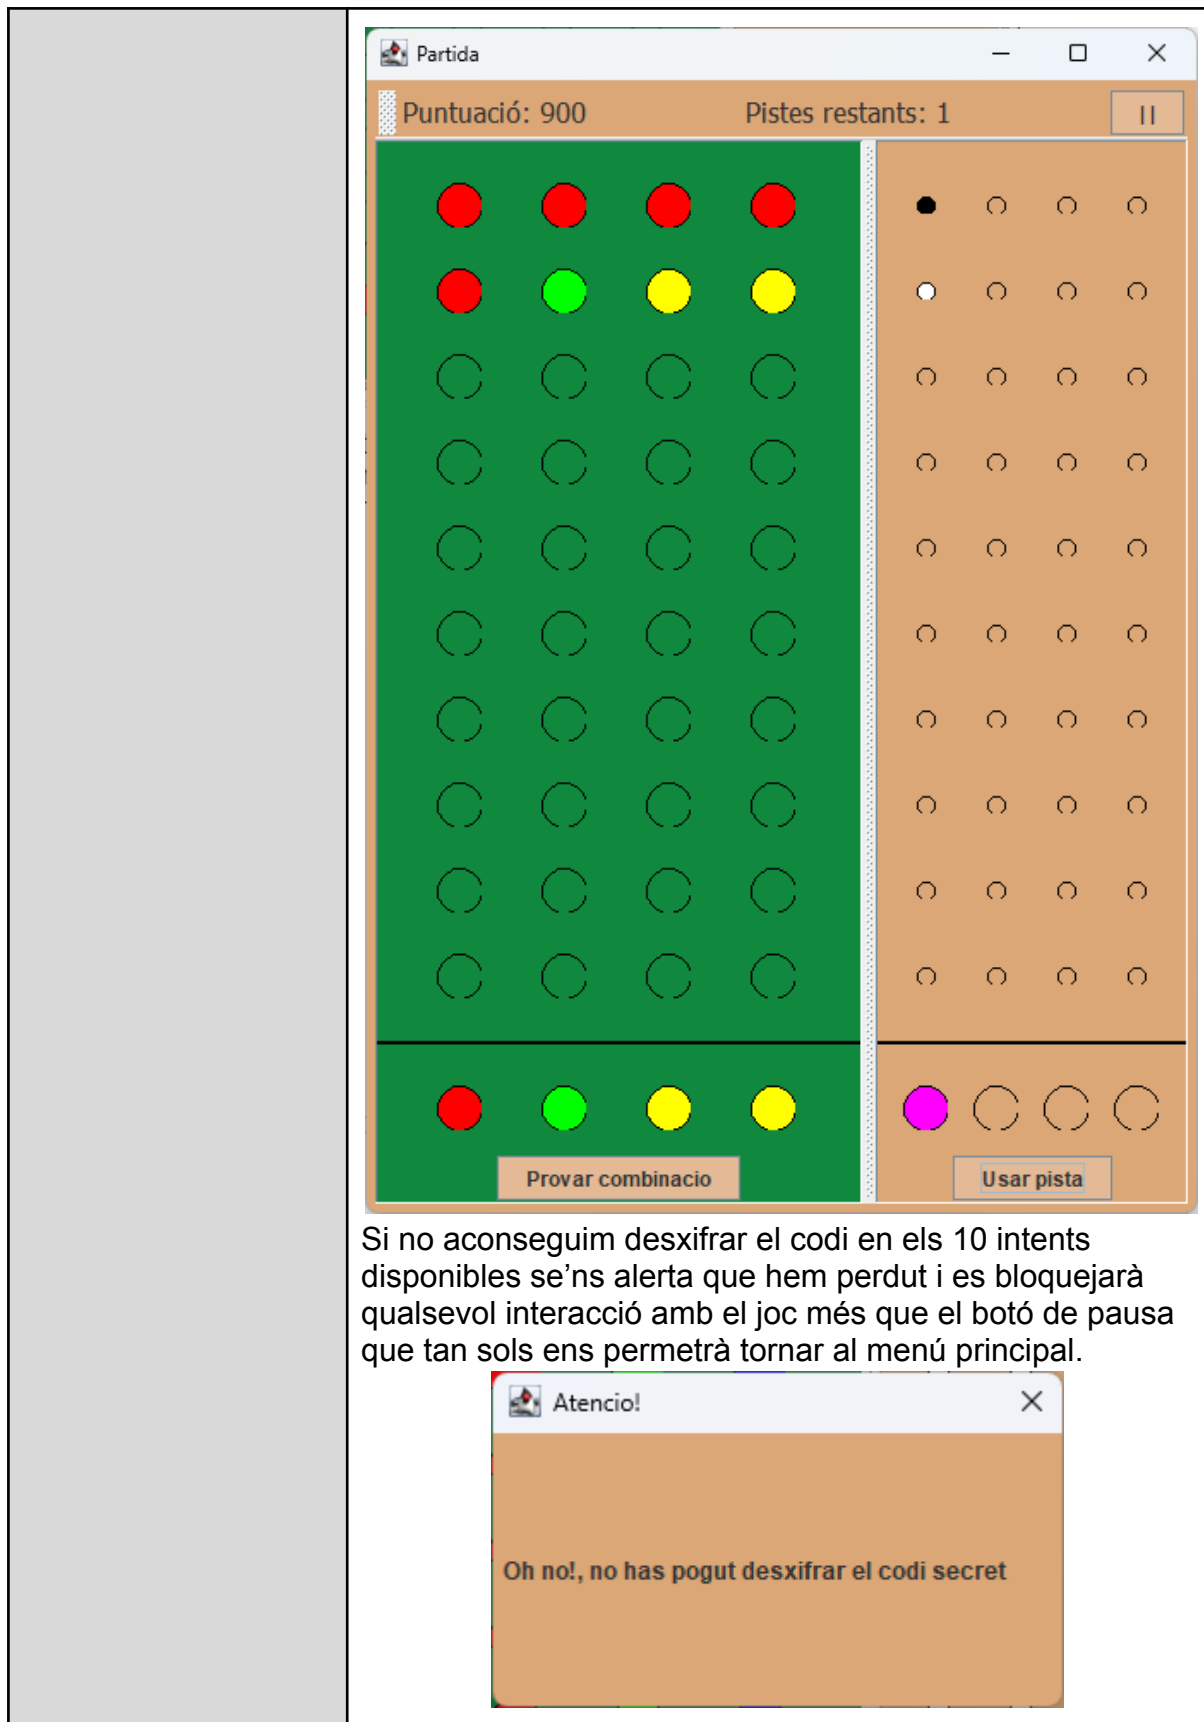 Partida
Puntuació: 900 Pistes restants: 1 II
Provar combinacio Usar pista
Si no aconseguim desxifrar el codi en els 10 intents
disponibles se’ns alerta que hem perdut i es bloquejarà
qualsevol interacció amb el joc més que el botó de pausa
que tan sols ens permetrà tornar al menú principal.
Atencio!
Oh no!, no has pogut desxifrar el codi secret